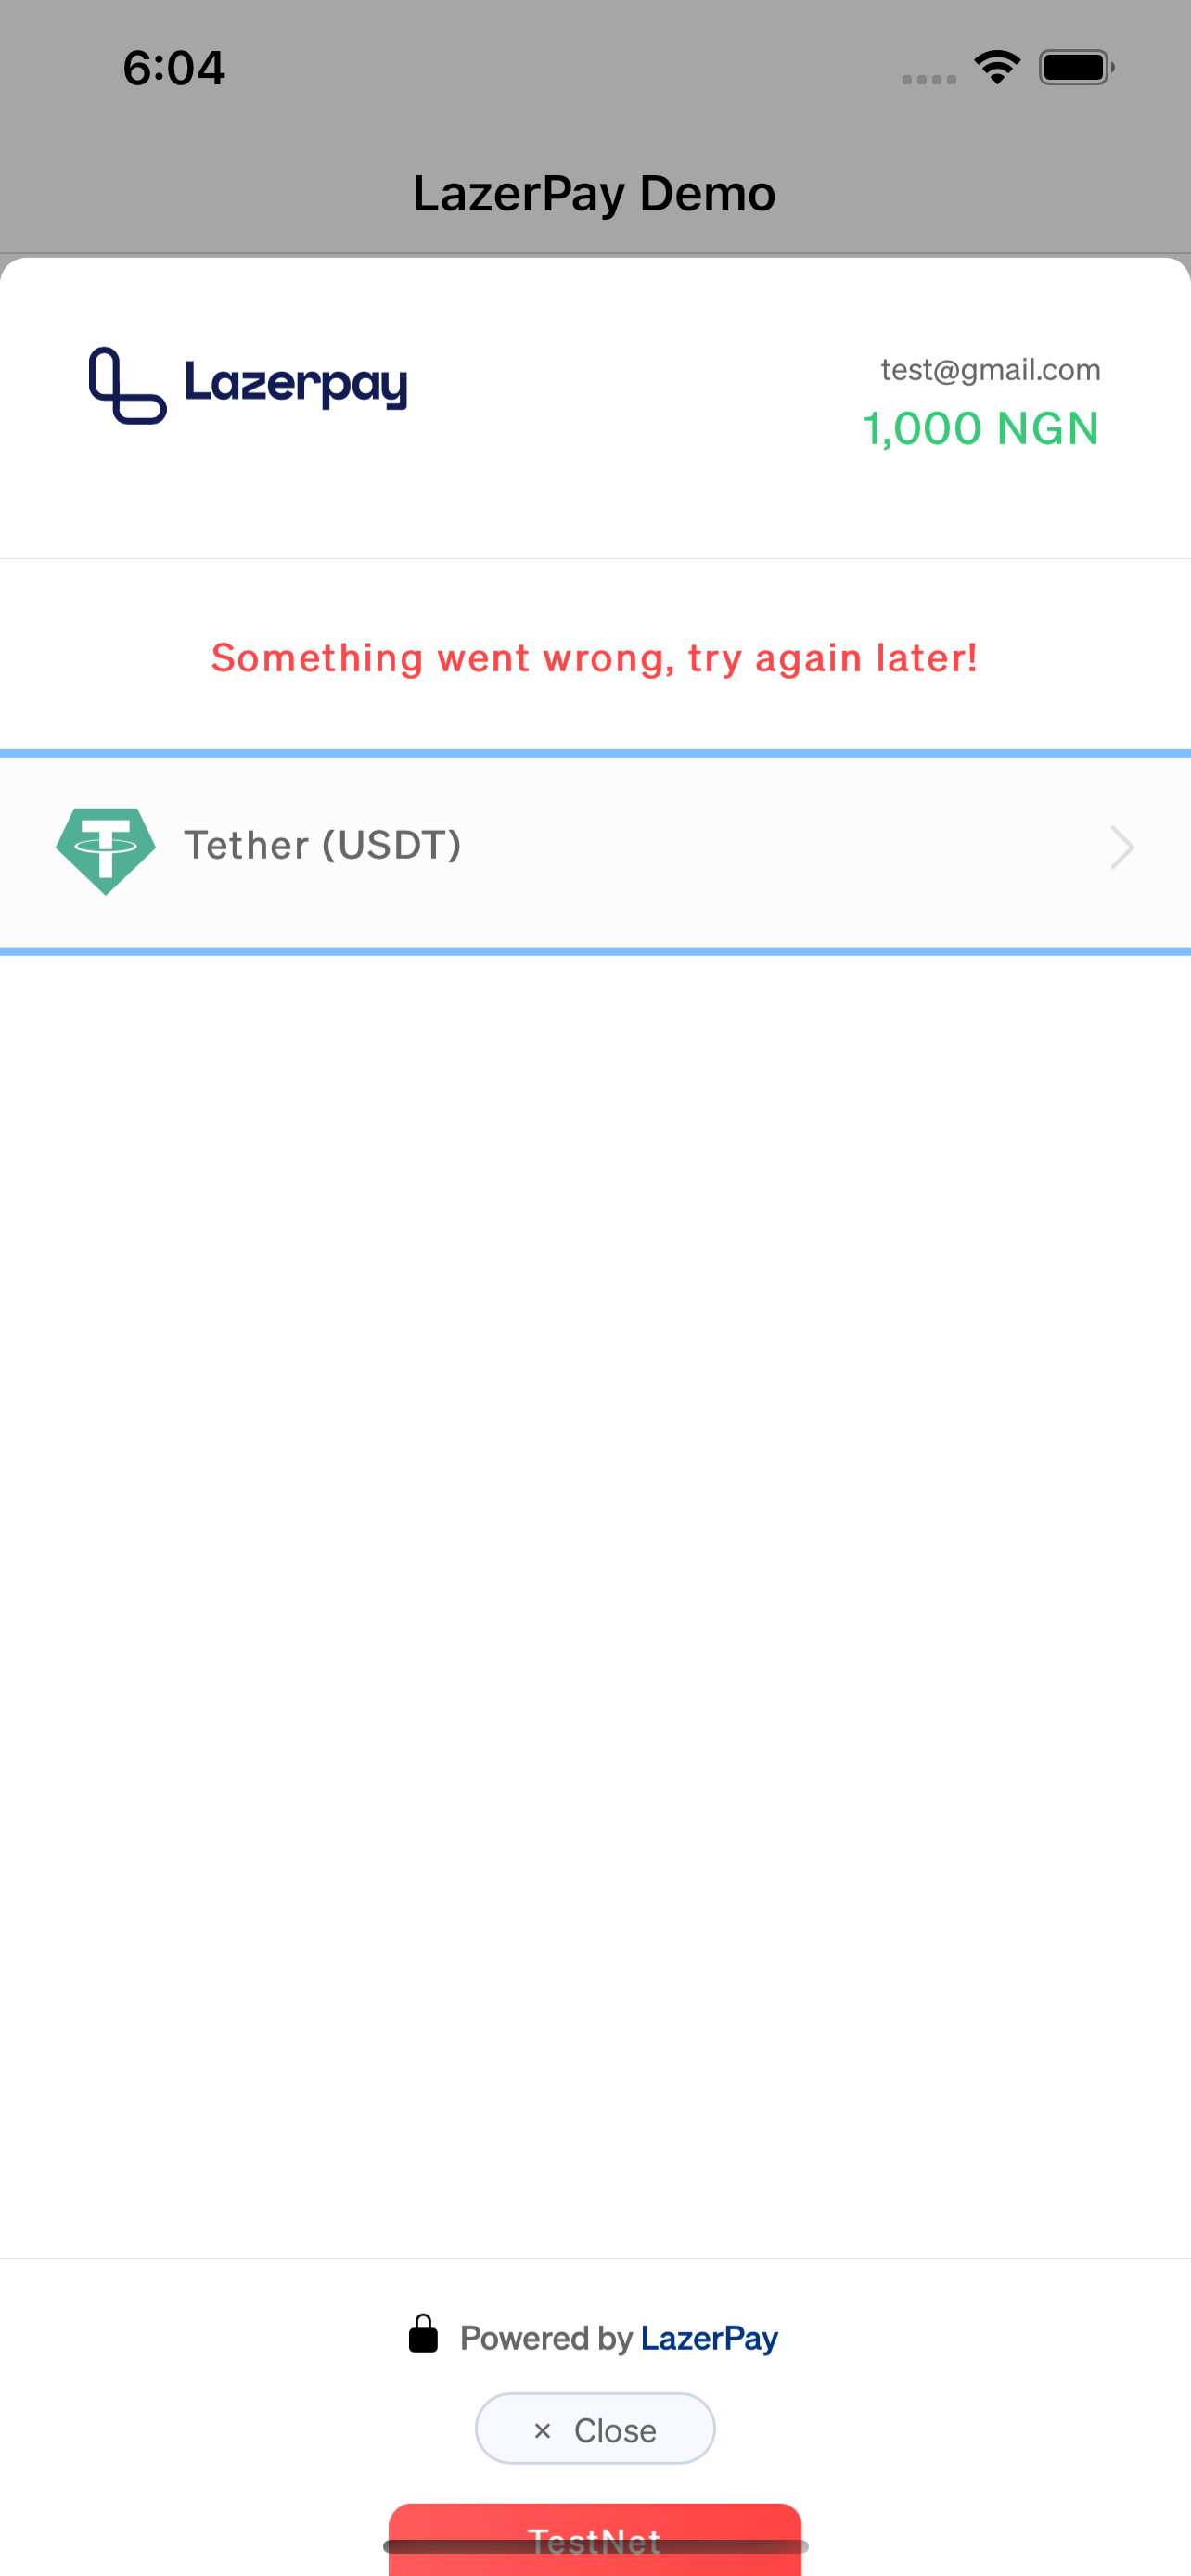 6:04
LazerPay Demo
Lazerpay
test@gmail.com
1,000 NGN
Something went wrong, try again later!
Tether (USDT)
Powered by LazerPay
× Close
TestNet